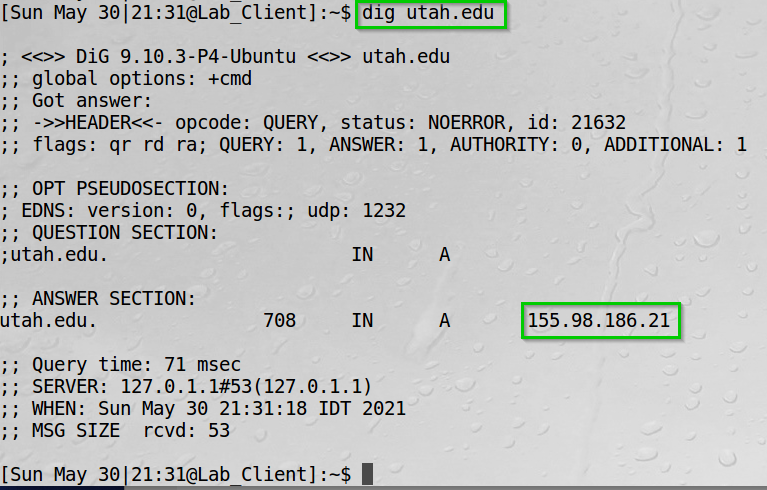 [Sun May 30|21:31@Lab_Client]:~$ dig utah.edu
; <<>> DiG 9.10.3-P4-Ubuntu <<>> utah.edu
;; global options: +cmd
;; Got answer:
;; ->>HEADER<<- opcode: QUERY, status: NOERROR, id: 21632
;; flags: qr rd ra; QUERY: 1, ANSWER: 1, AUTHORITY: 0, ADDITIONAL: 1
;; OPT PSEUDOSECTION:
; EDNS: version: 0, flags:; udp: 1232
;; QUESTION SECTION:
;utah.edu. IN A
;; ANSWER SECTION:
utah.edu. 708 IN A 155.98.186.21
;; Query time: 71 msec
;; SERVER: 127.0.1.1#53(127.0.1.1)
;; WHEN: Sun May 30 21:31:18 IDT 2021
;; MSG SIZE rcvd: 53
[Sun May 30|21:31@Lab_Client]:~$